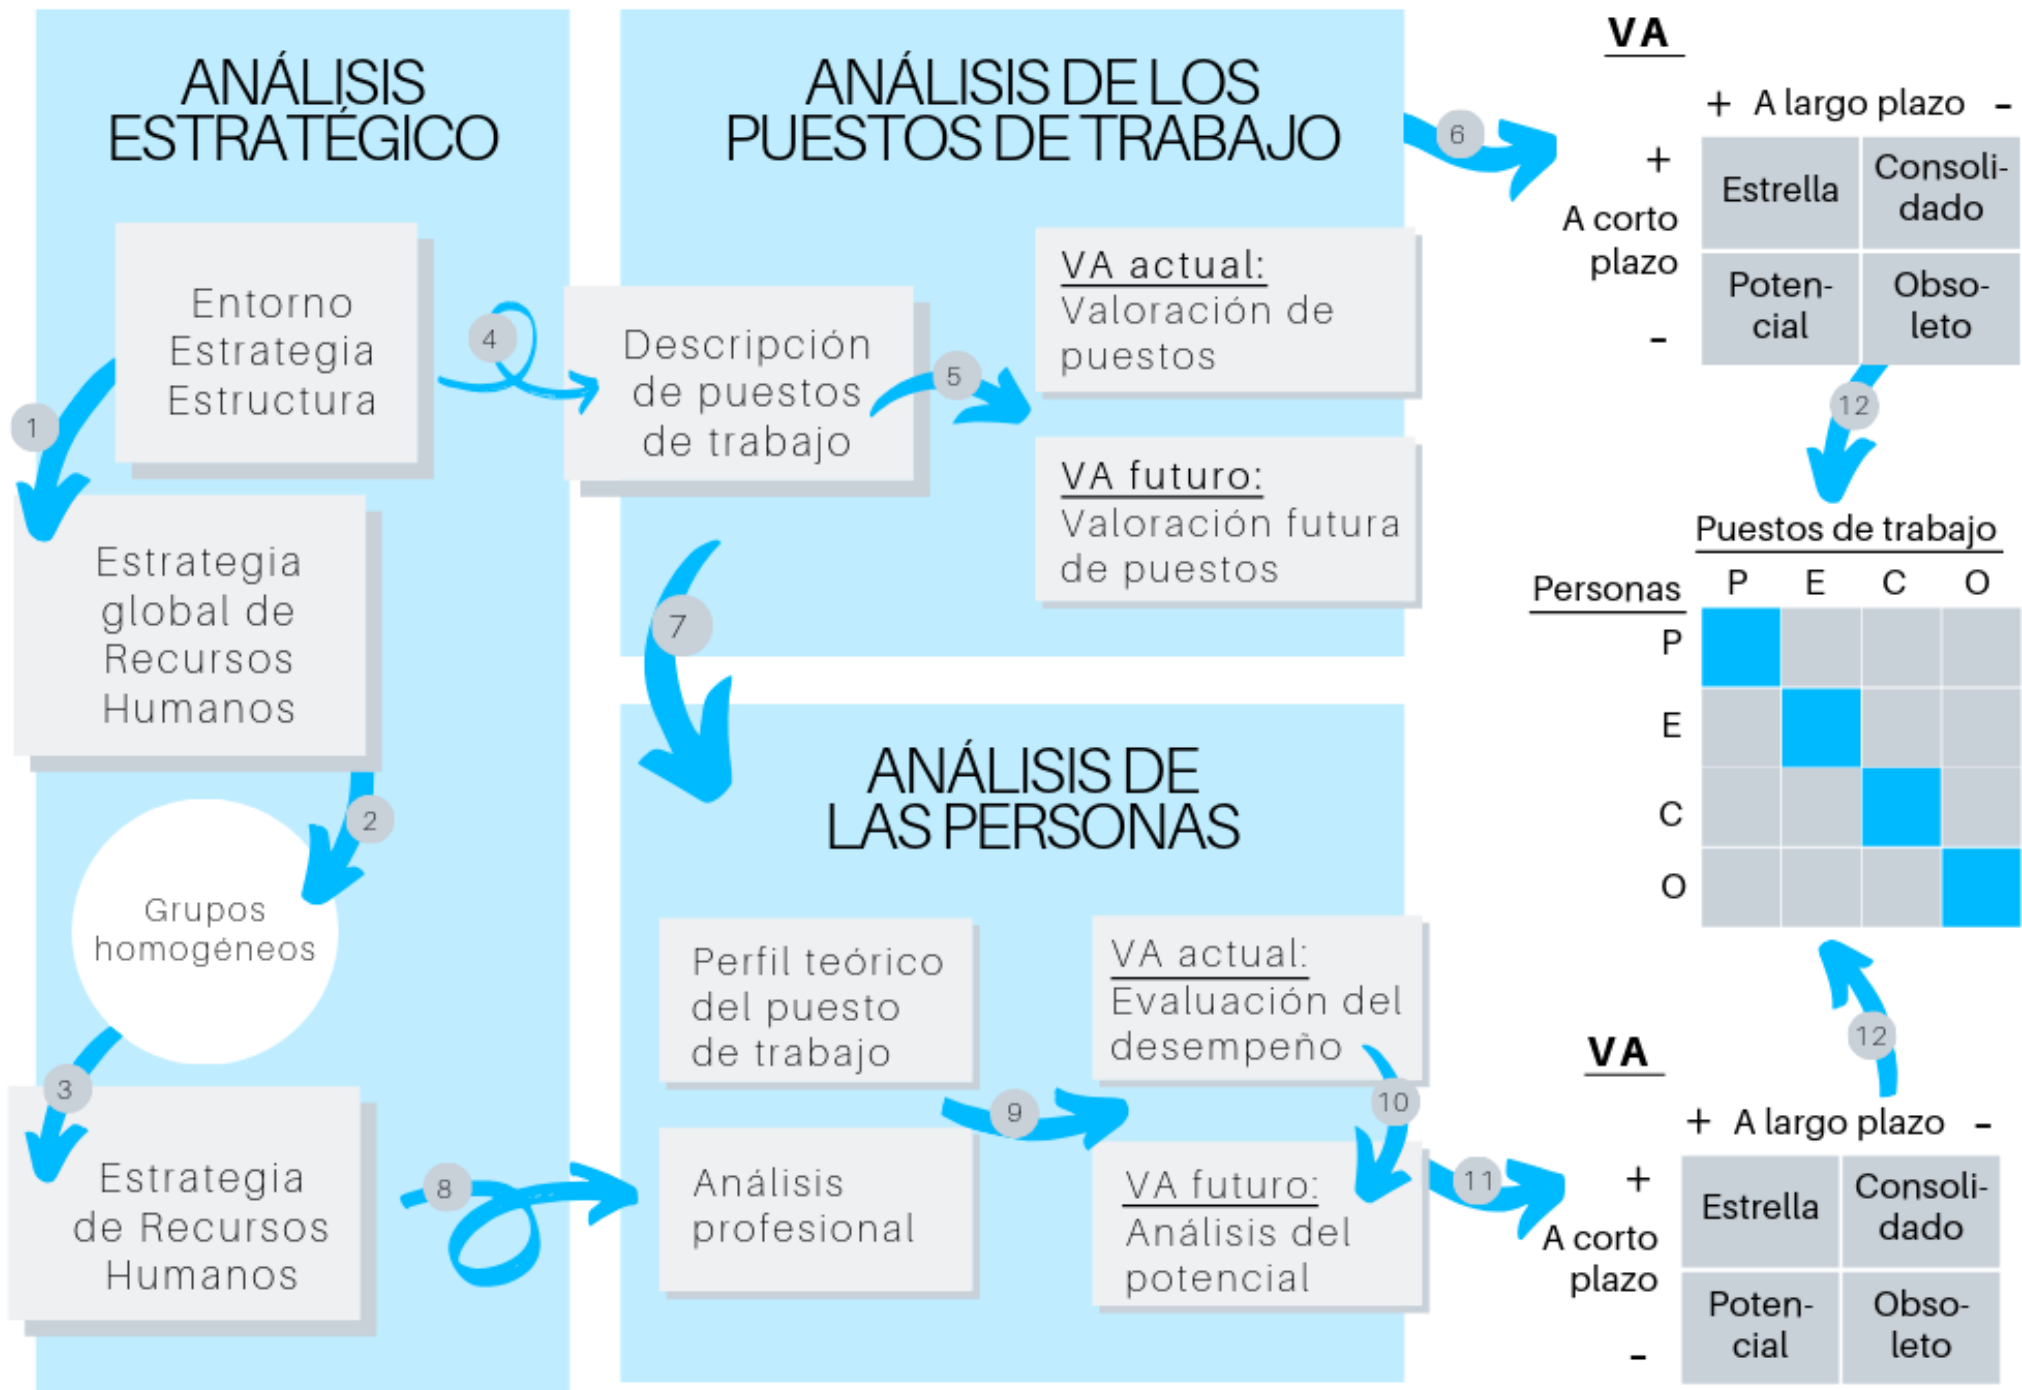 ANÁLISIS
ESTRATÉGICO
Entorno
Estrategia
Estructura
1
Estrategia
global de
Recursos
Humanos
2
Grupos
homogéneos
3
Estrategia
de Recursos
Humanos
4
8
ANÁLISIS DE LOS
PUESTOS DE TRABAJO
Descripción
de puestos
de trabajo
5
VA actual:
Valoración de
puestos
VA futuro:
Valoración futura
de puestos
6
7
ANÁLISIS DE
LAS PERSONAS
Perfil teórico
del puesto
de trabajo
Análisis
profesional
9
VA actual:
Evaluación del
desempeño
10
VA futuro:
Análisis del
potencial
11
VA
+ A largo plazo -
+
A corto
plazo
-
Estrella
Consoli-
dado
Poten-
cial
Obso-
leto
12
Puestos de trabajo
Personas
P E C O
P
E
C
O
12
VA
+ A largo plazo -
+
A corto
plazo
-
Estrella
Consoli-
dado
Poten-
cial
Obso-
leto